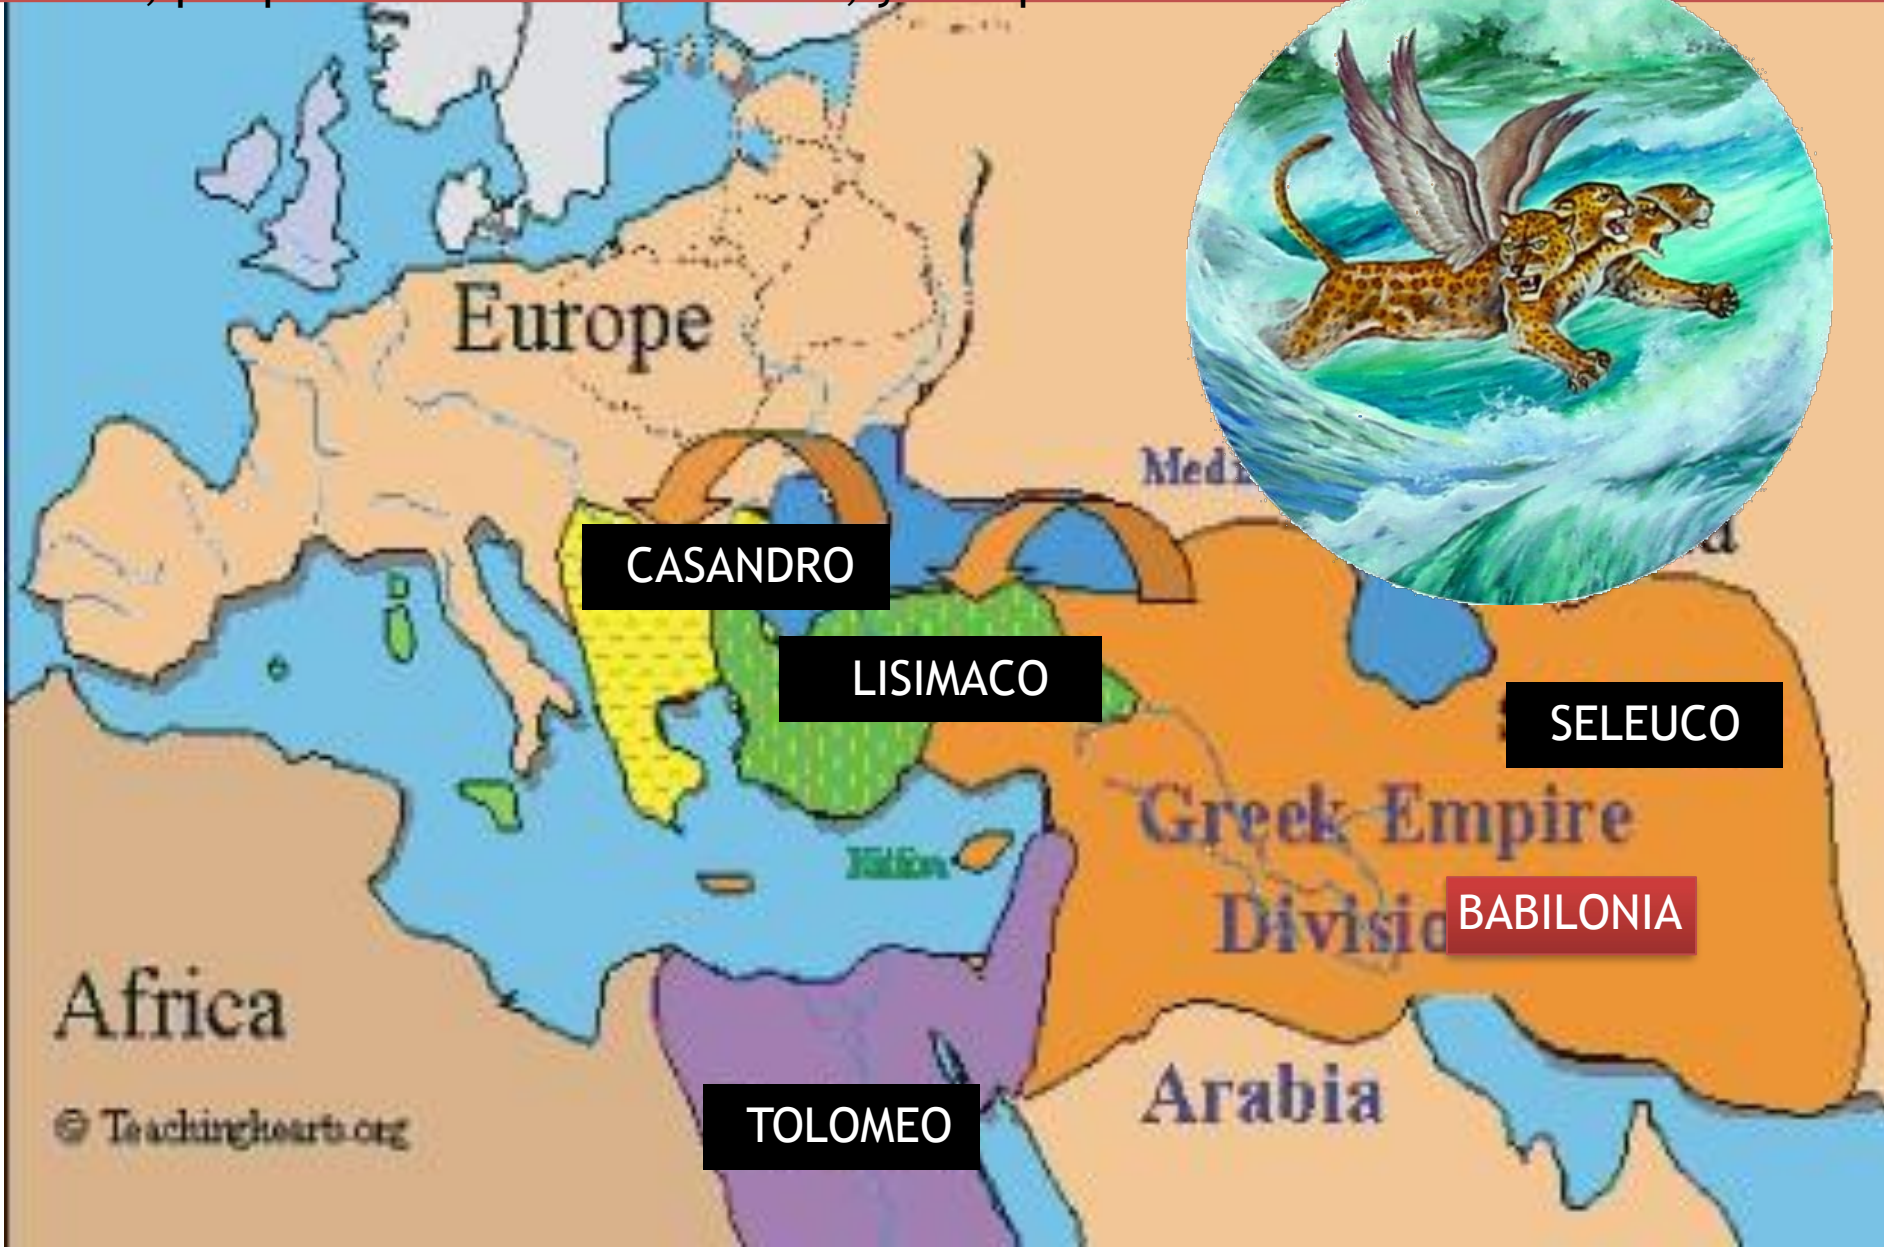 Europe
CASANDRO
LISIMACO
SELEUCO
Greek Empire
BABILONIA
Africa
TOLOMEO
Arabia
© Teachinghearts.org